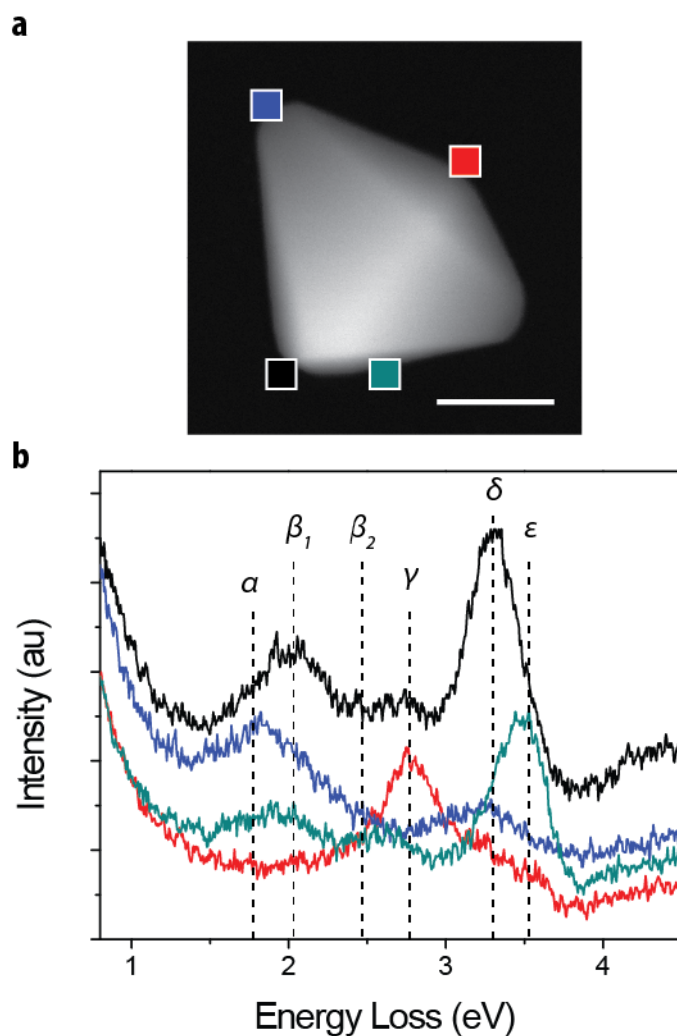 a
b
α
β1
β2
γ
δ
ε
Intensity (au)
1 2 3 4
Energy Loss (eV)